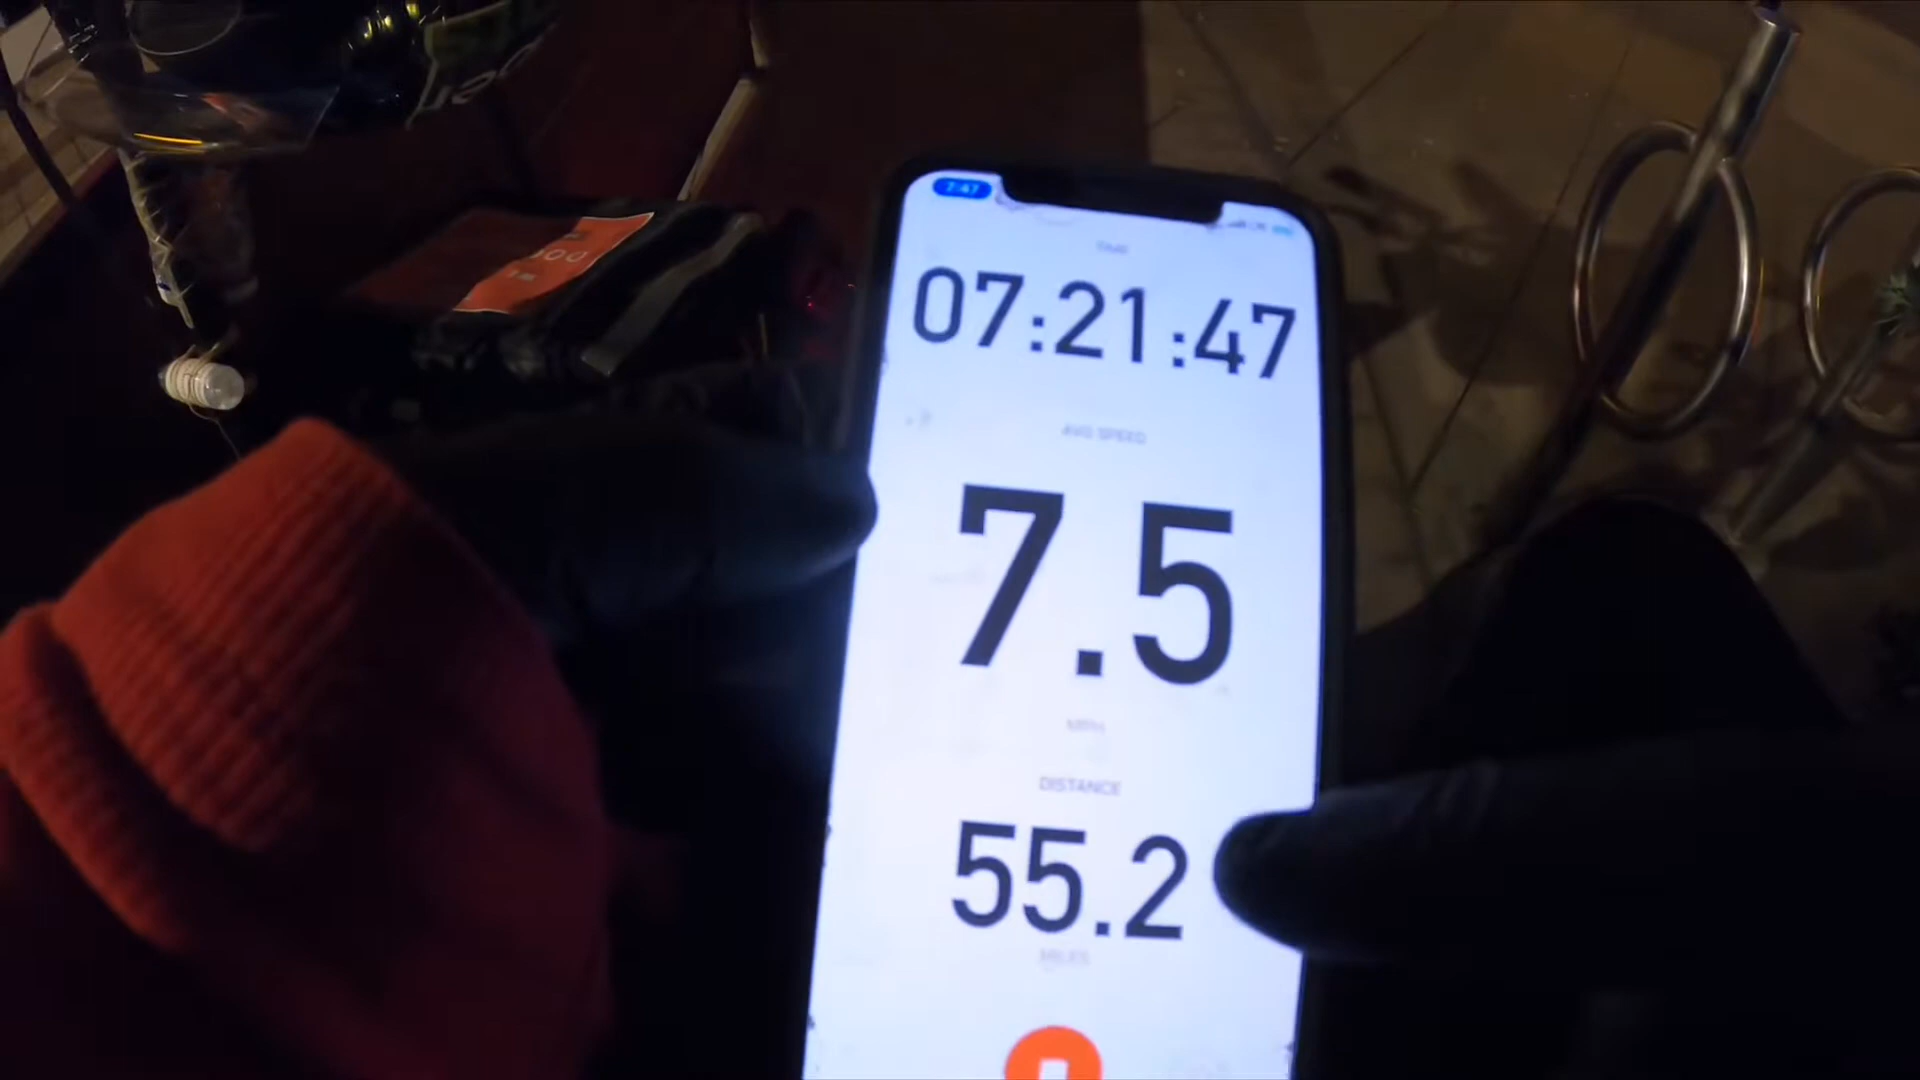 7:47
TIME
07:21:47
AVG SPEED
7.5
MPH
DISTANCE
55.2
MILES